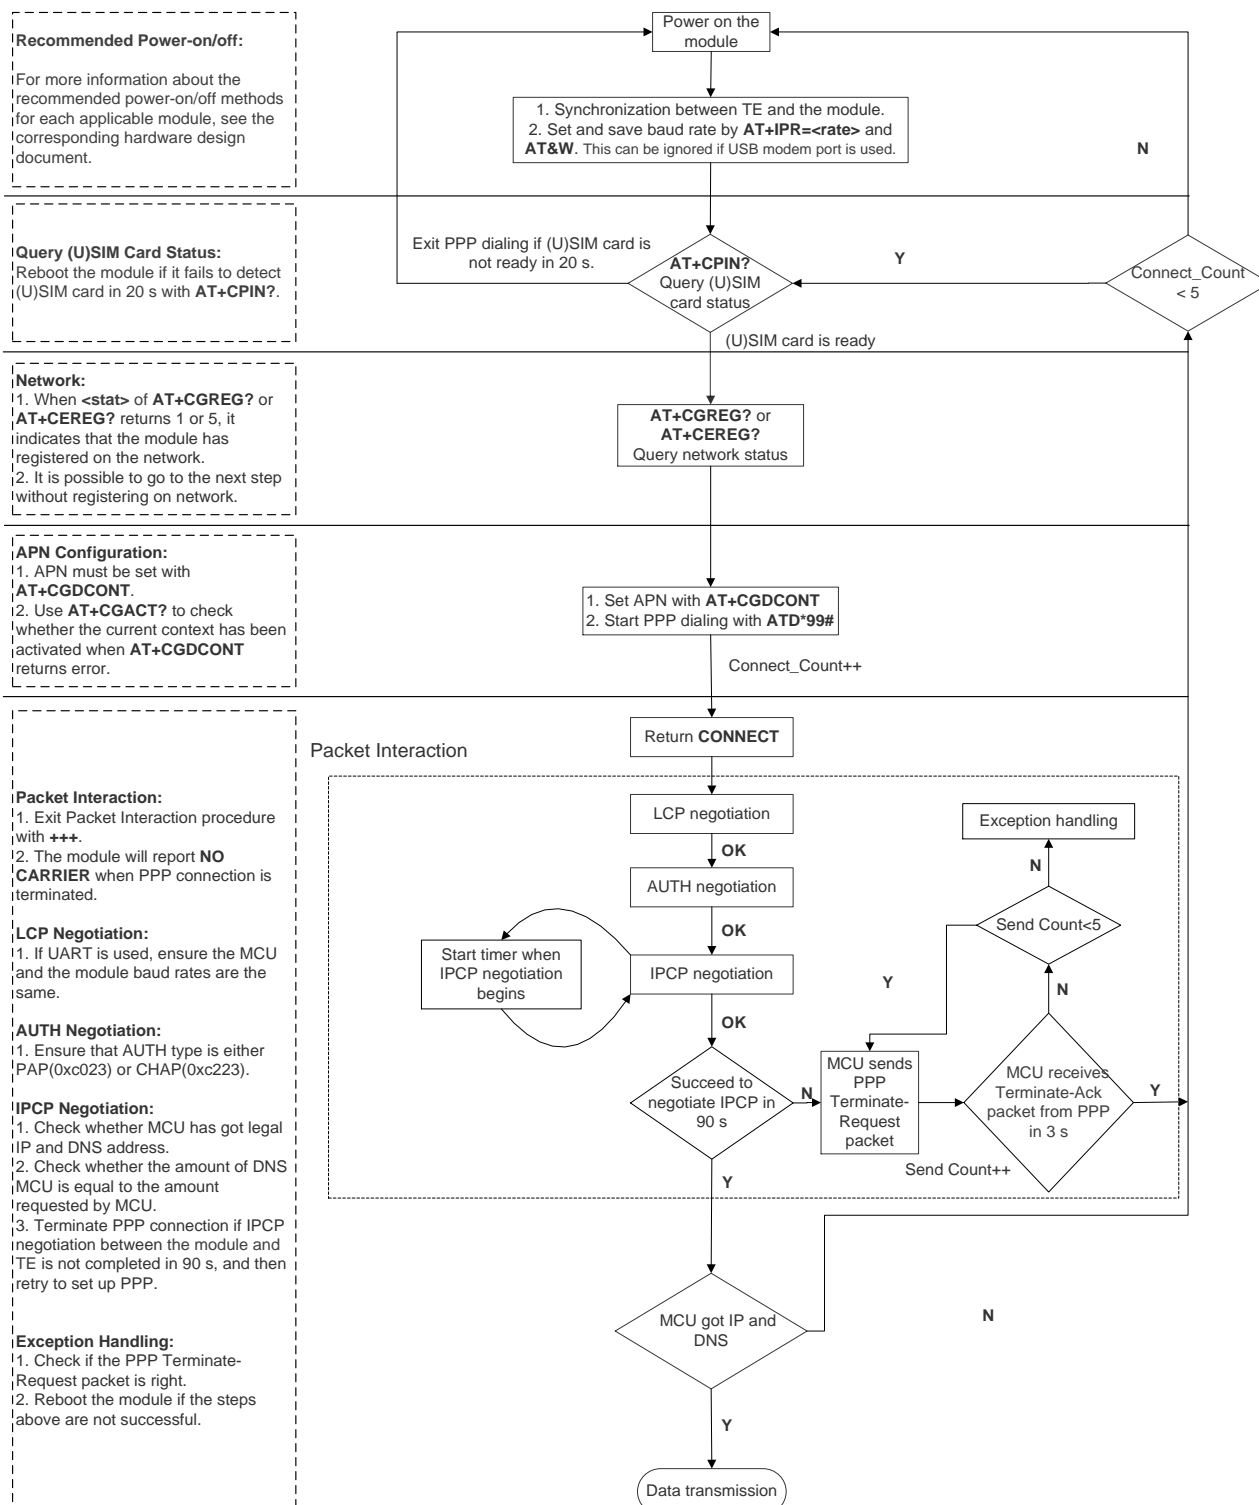 Recommended Power-on/off:
For more information about the
recommended power-on/off methods
for each applicable module, see the
corresponding hardware design
document.
Power on the
module
1. Synchronization between TE and the module.
2. Set and save baud rate by AT+IPR=<rate> and
AT&W. This can be ignored if USB modem port is used.
N
Query (U)SIM Card Status:
Reboot the module if it fails to detect
(U)SIM card in 20 s with AT+CPIN?.
Exit PPP dialing if (U)SIM card is
not ready in 20 s.
AT+CPIN?
Query (U)SIM
card status
Y
Connect_Count
< 5
(U)SIM card is ready
Network:
1. When <stat> of AT+CGREG? or
AT+CEREG? returns 1 or 5, it
indicates that the module has
registered on the network.
2. It is possible to go to the next step
without registering on network.
AT+CGREG? or
AT+CEREG?
Query network status
APN Configuration:
1. APN must be set with
AT+CGDCONT.
2. Use AT+CGACT? to check
whether the current context has been
activated when AT+CGDCONT
returns error.
1. Set APN with AT+CGDCONT
2. Start PPP dialing with ATD*99#
Connect_Count++
Return CONNECT
Packet Interaction
Packet Interaction:
1. Exit Packet Interaction procedure
with +++.
2. The module will report NO
CARRIER when PPP connection is
terminated.
LCP Negotiation:
1. If UART is used, ensure the MCU
and the module baud rates are the
same.
AUTH Negotiation:
1. Ensure that AUTH type is either
PAP(0xc023) or CHAP(0xc223).
IPCP Negotiation:
1. Check whether MCU has got legal
IP and DNS address.
2. Check whether the amount of DNS
MCU is equal to the amount
requested by MCU.
3. Terminate PPP connection if IPCP
negotiation between the module and
TE is not completed in 90 s, and then
retry to set up PPP.
Exception Handling:
1. Check if the PPP Terminate-
Request packet is right.
2. Reboot the module if the steps
above are not successful.
LCP negotiation
OK
AUTH negotiation
OK
Start timer when
IPCP negotiation
begins
IPCP negotiation
OK
Succeed to
negotiate IPCP in
90 s
N
MCU sends
PPP
Terminate-
Request
packet
Y
Exception handling
N
Send Count<5
N
MCU receives
Terminate-Ack
packet from PPP
in 3 s
Y
Send Count++
Y
MCU got IP and
DNS
N
Y
Data transmission